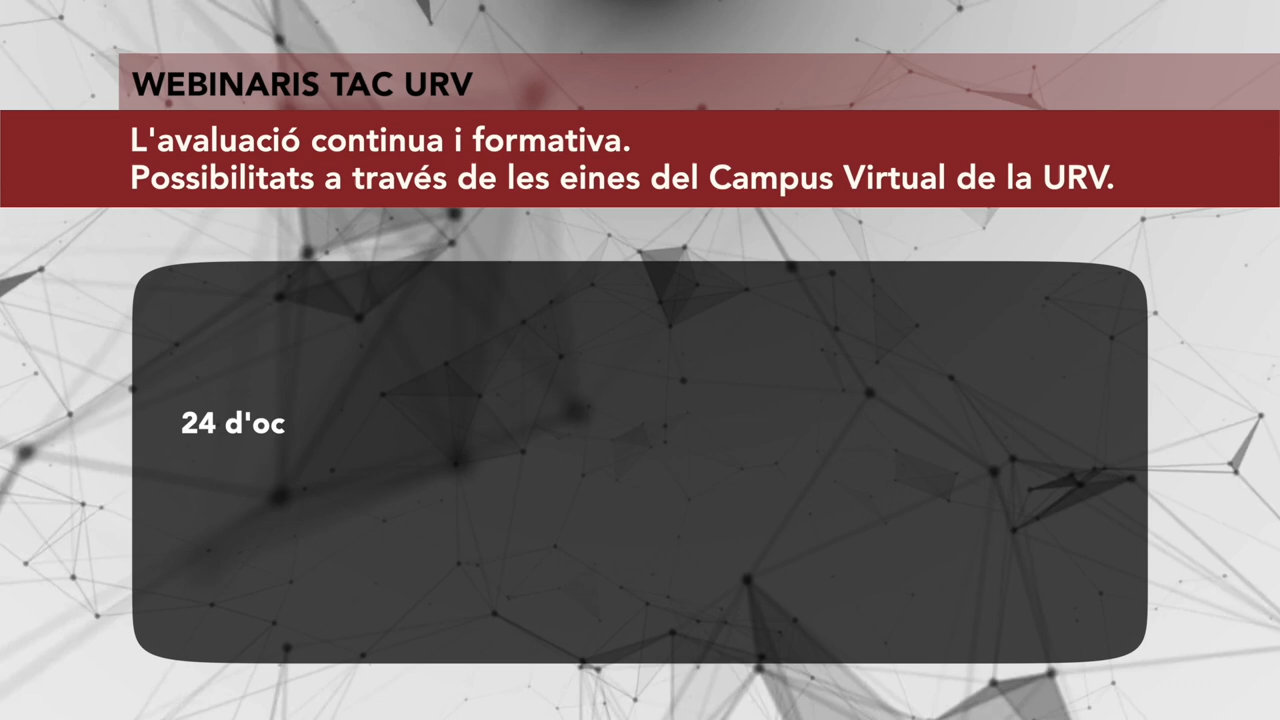 WEBINARIS TAC URV
L'avaluació continua i formativa.
Possibilitats a través de les eines del Campus Virtual de la URV.
24 d'oc